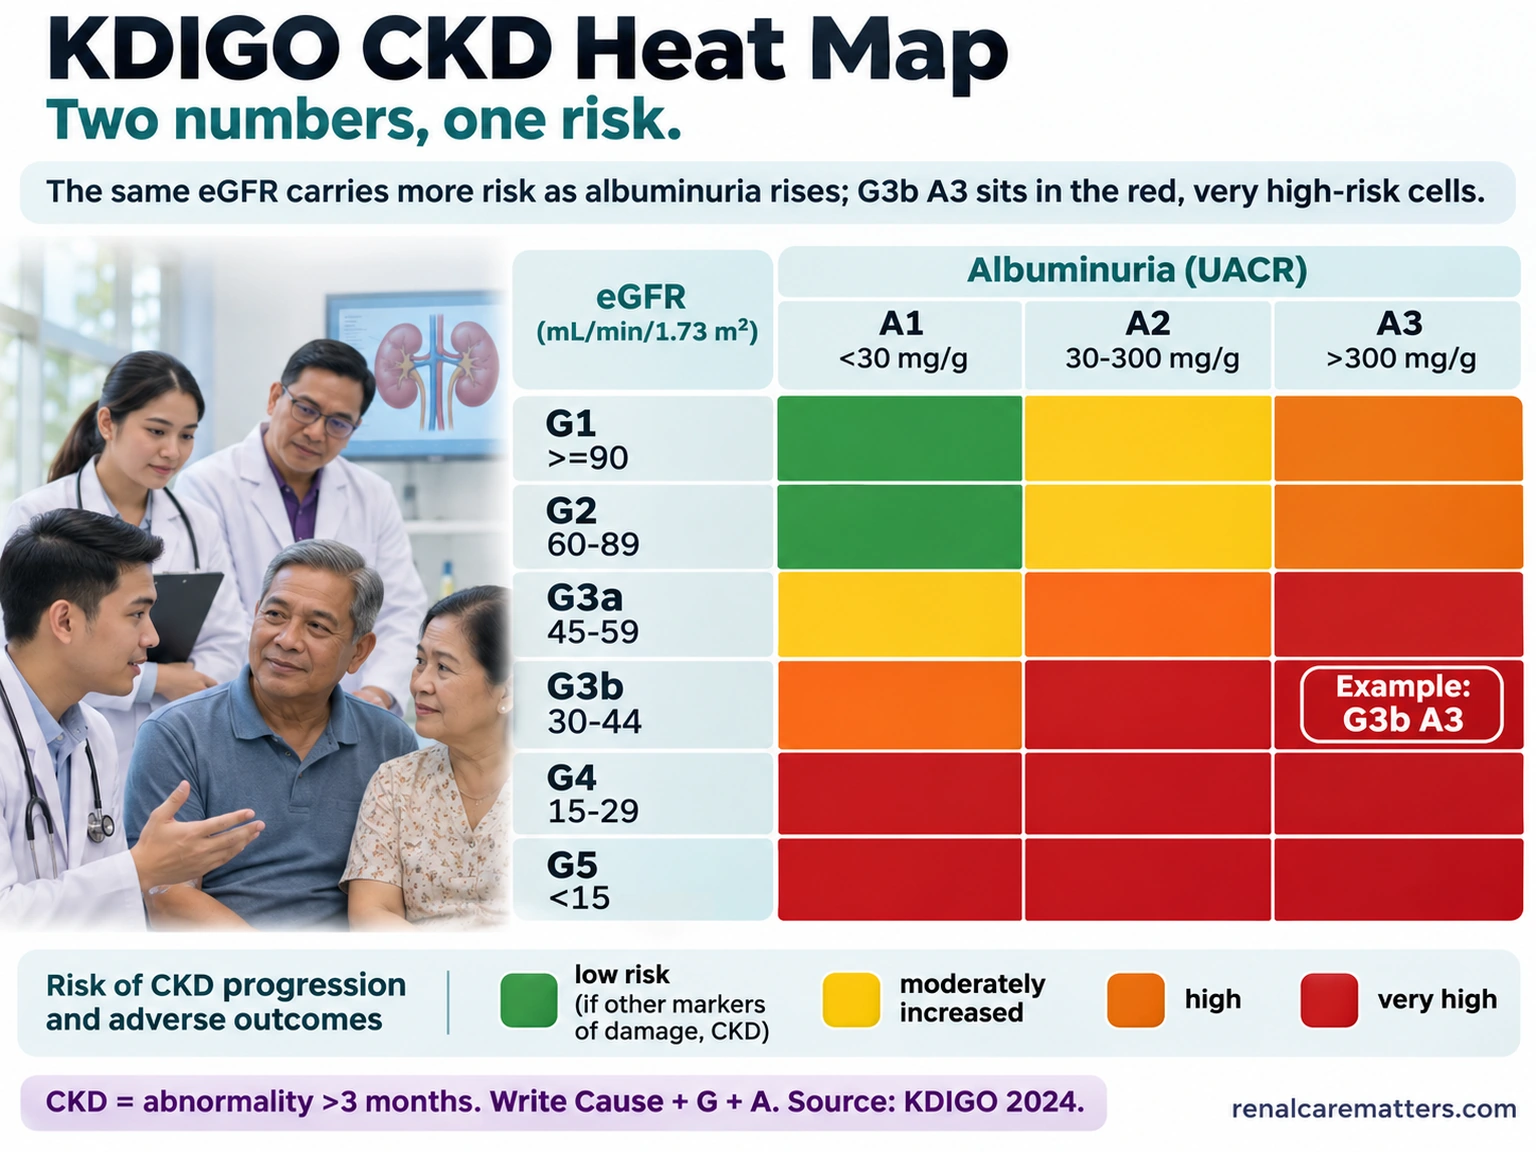 KDIGO CKD Heat Map
Two numbers, one risk.
The same eGFR carries more risk as albuminuria rises; G3b A3 sits in the red, very high-risk cells.
eGFR
(mL/min/1.73 m²)
Albuminuria (UACR)
A1
<30 mg/g
A2
30-300 mg/g
A3
>300 mg/g
G1
>=90
G2
60-89
G3a
45-59
G3b
30-44
Example:
G3b A3
G4
15-29
G5
<15
Risk of CKD progression
and adverse outcomes
low risk
(if other markers
of damage, CKD)
moderately
increased
high
very high
CKD = abnormality >3 months. Write Cause + G + A. Source: KDIGO 2024.
renalcarematters.com